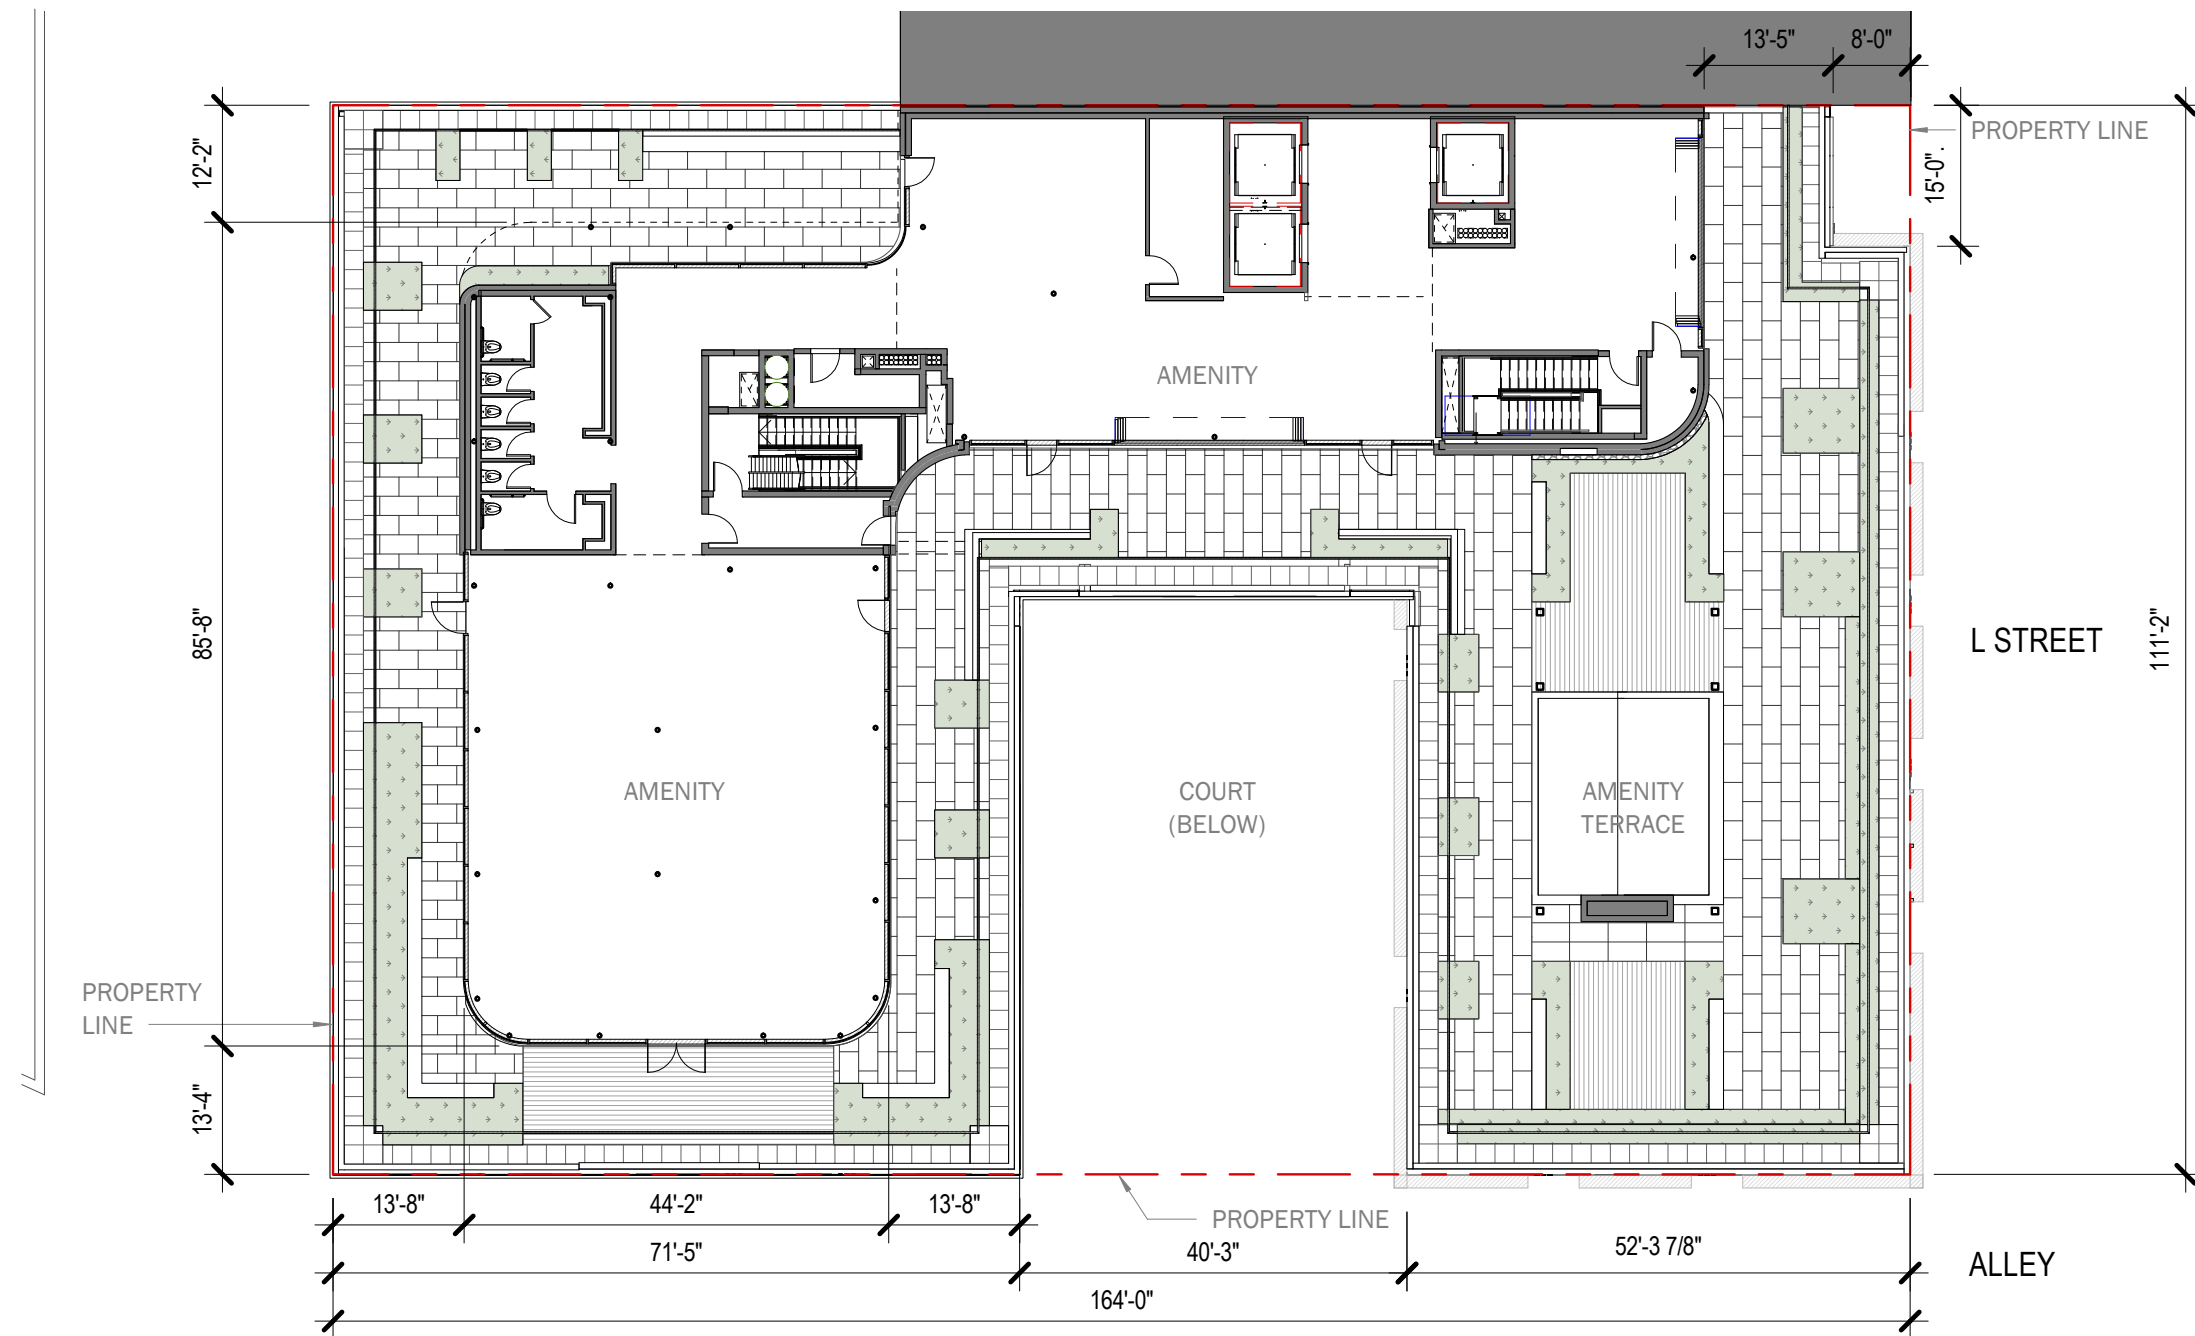 13'-5"
8'-0"
PROPERTY LINE
12'-2"
15'-0".
AMENITY
85'-8"
L STREET
111'-2"
AMENITY
COURT
(BELOW)
AMENITY
TERRACE
PROPERTY
LINE
13'-4"
13'-8"
44'-2"
13'-8"
PROPERTY LINE
71'-5"
40'-3"
52'-3 7/8"
ALLEY
164'-0"